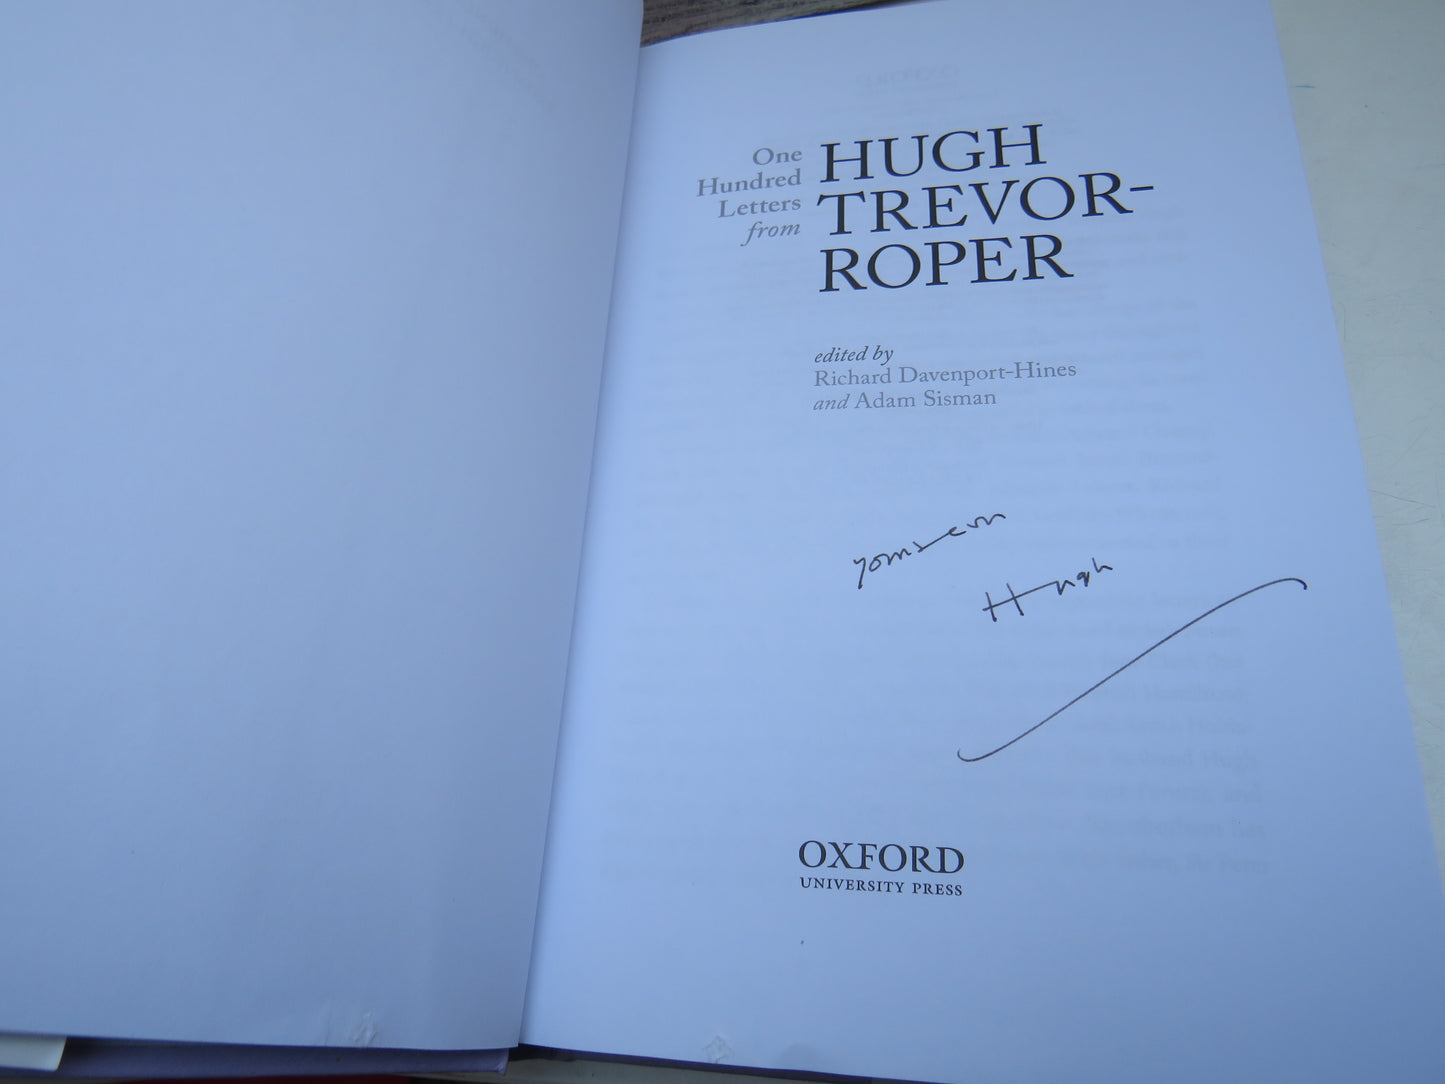 One
Hundred
Letters
from
HUGH
TREVOR-
ROPER
edited by
Richard Davenport-Hines
and Adam Sisman
Yours ever
Hugh
OXFORD
UNIVERSITY PRESS